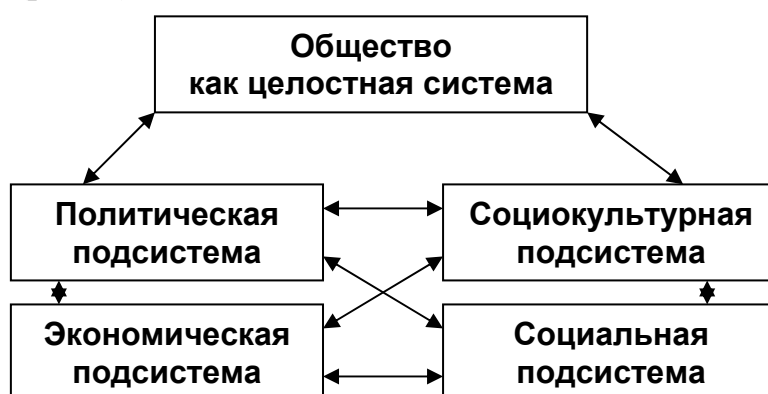 Общество
как целостная система
Политическая
подсистема
Социокультурная
подсистема
Экономическая
подсистема
Социальная
подсистема